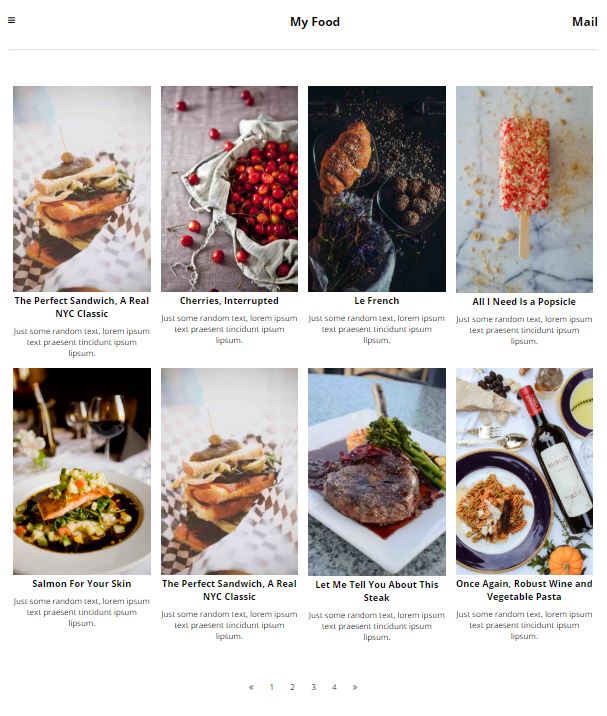 ≡ My Food Mail
The Perfect Sandwich, A Real
NYC Classic
Just some random text, lorem ipsum
text praesent tincidunt ipsum
lipsum.
Cherries, Interrupted
Just some random text, lorem ipsum
text praesent tincidunt ipsum
lipsum.
Le French
Just some random text, lorem ipsum
text praesent tincidunt ipsum
lipsum.
All I Need Is a Popsicle
Just some random text, lorem ipsum
text praesent tincidunt ipsum
lipsum.
Salmon For Your Skin
Just some random text, lorem ipsum
text praesent tincidunt ipsum
lipsum.
The Perfect Sandwich, A Real
NYC Classic
Just some random text, lorem ipsum
text praesent tincidunt ipsum
lipsum.
Let Me Tell You About This
Steak
Just some random text, lorem ipsum
text praesent tincidunt ipsum
lipsum.
ROBUST
Once Again, Robust Wine and
Vegetable Pasta
Just some random text, lorem ipsum
text praesent tincidunt ipsum
lipsum.
« 1 2 3 4 »